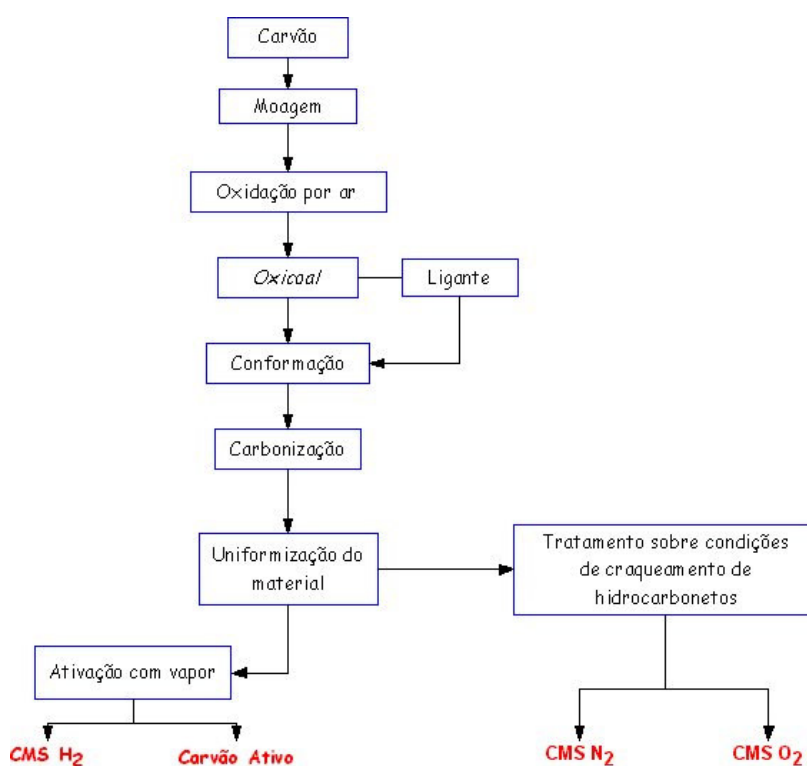 Carvão
Moagem
Oxidação por ar
Oxicoal
Ligante
Conformação
Carbonização
Uniformização do
material
Tratamento sobre condições
de craqueamento de
hidrocarbonetos
Ativação com vapor
CMS H2
Carvão Ativo
CMS N2
CMS O2